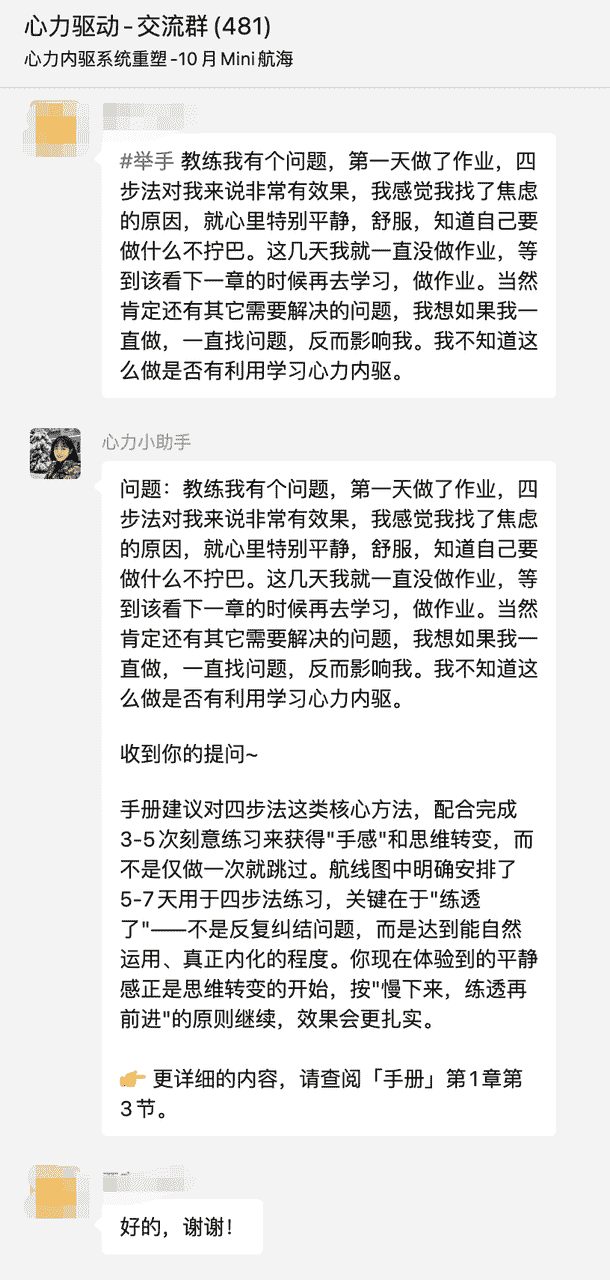 心力驱动-交流群 (481)
心力内驱系统重塑-10月Mini航海
#举手 教练我有个问题，第一天做了作业，四
步法对我来说非常有效果，我感觉我找了焦虑
的原因，就心里特别平静，舒服，知道自己要
做什么不拧巴。这几天我就一直没做作业，等
到该看下一章的时候再去学习，做作业。当然
肯定还有其它需要解决的问题，我想如果我一
直做，一直找问题，反而影响我。我不知道这
么做是否有利用学习心力内驱。
心力小助手
问题：教练我有个问题，第一天做了作业，四
步法对我来说非常有效果，我感觉我找了焦虑
的原因，就心里特别平静，舒服，知道自己要
做什么不拧巴。这几天我就一直没做作业，等
到该看下一章的时候再去学习，做作业。当然
肯定还有其它需要解决的问题，我想如果我一
直做，一直找问题，反而影响我。我不知道这
么做是否有利用学习心力内驱。
收到你的提问~
手册建议对四步法这类核心方法，配合完成
3-5次刻意练习来获得"手感"和思维转变，而
不是仅做一次就跳过。航线图中明确安排了
5-7天用于四步法练习，关键在于"练透
了"——不是反复纠结问题，而是达到能自然
运用、真正内化的程度。你现在体验到的平静
感正是思维转变的开始，按"慢下来，练透再
前进"的原则继续，效果会更扎实。
👉 更详细的内容，请查阅「手册」第1章第
3节。
好的，谢谢！